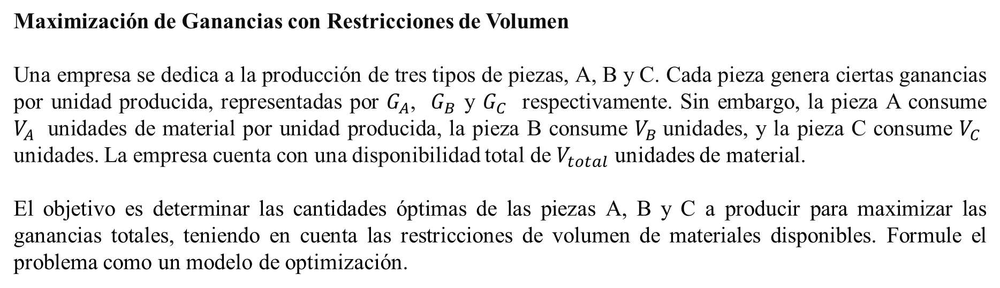 Maximización de Ganancias con Restricciones de Volumen
Una empresa se dedica a la producción de tres tipos de piezas, A, B y C. Cada pieza genera ciertas ganancias
por unidad producida, representadas por G_A, G_B y G_C respectivamente. Sin embargo, la pieza A consume
V_A unidades de material por unidad producida, la pieza B consume V_B unidades, y la pieza C consume V_C
unidades. La empresa cuenta con una disponibilidad total de V_total unidades de material.
El objetivo es determinar las cantidades óptimas de las piezas A, B y C a producir para maximizar las
ganancias totales, teniendo en cuenta las restricciones de volumen de materiales disponibles. Formule el
problema como un modelo de optimización.